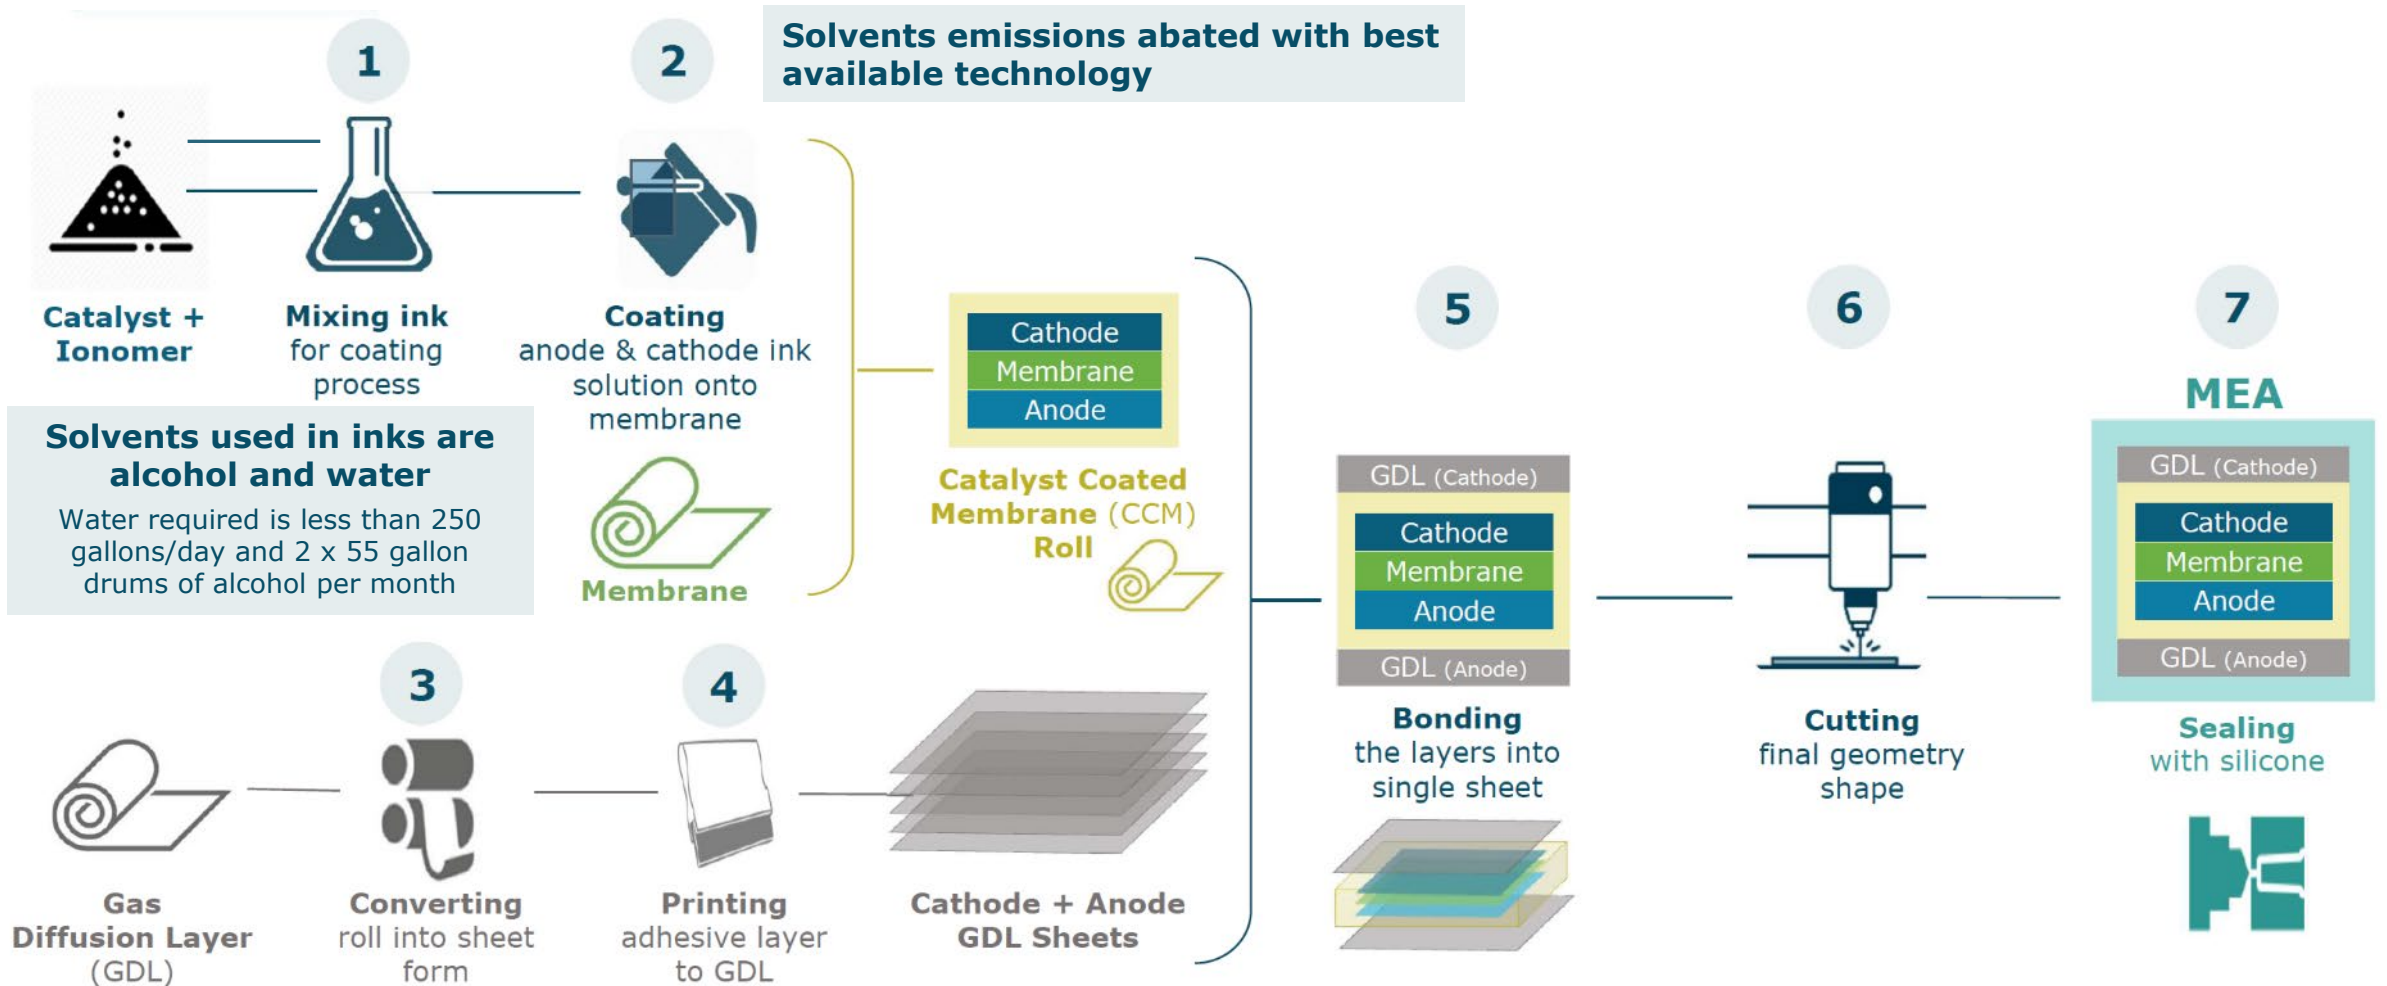 1
2
Solvents emissions abated with best
available technology
Catalyst +
Ionomer
Mixing ink
for coating
process
Coating
anode & cathode ink
solution onto
membrane
Solvents used in inks are
alcohol and water
Water required is less than 250
gallons/day and 2 x 55 gallon
drums of alcohol per month
Membrane
Cathode
Membrane
Anode
Catalyst Coated
Membrane (CCM)
Roll
3
4
Gas
Diffusion Layer
(GDL)
Converting
roll into sheet
form
Printing
adhesive layer
to GDL
Cathode + Anode
GDL Sheets
5
GDL (Cathode)
Cathode
Membrane
Anode
GDL (Anode)
Bonding
the layers into
single sheet
6
Cutting
final geometry
shape
7
MEA
GDL (Cathode)
Cathode
Membrane
Anode
GDL (Anode)
Sealing
with silicone